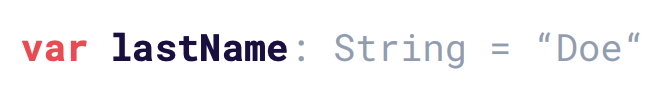 var lastName: String = “Doe“